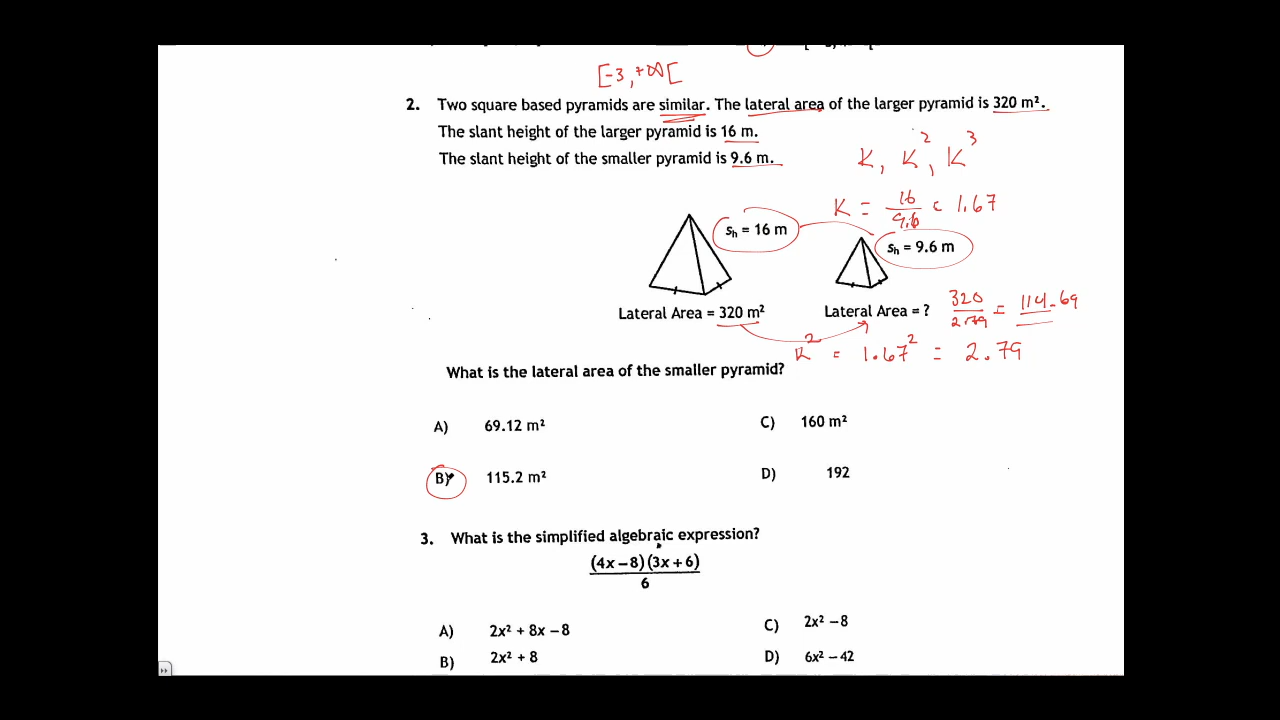 [-3,+∞[
2. Two square based pyramids are similar. The lateral area of the larger pyramid is 320 m².
The slant height of the larger pyramid is 16 m.
The slant height of the smaller pyramid is 9.6 m.
K, K², K³
K = 16/9.6 = 1.67
sₕ = 16 m
sₕ = 9.6 m
Lateral Area = 320 m²
Lateral Area = ?
320/2.79 = 114.69
K² = 1.67² = 2.79
What is the lateral area of the smaller pyramid?
A) 69.12 m²
C) 160 m²
B) 115.2 m²
D) 192
3. What is the simplified algebraic expression?
(4x – 8)(3x + 6)
6
A) 2x² + 8x – 8
C) 2x² – 8
B) 2x² + 8
D) 6x² – 42